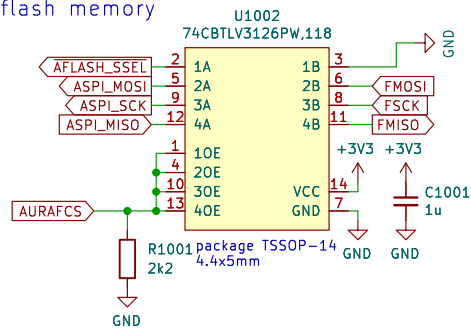 flash memory
U1002
74CBTLV3126PW,118
AFLASH_SSEL 2 1A 1B 3 GND
ASPI_MOSI 5 2A 2B 6 FMOSI
ASPI_SCK 9 3A 3B 8 FSCK
ASPI_MISO 12 4A 4B 11 FMISO
1 1OE
4 2OE
10 3OE
AURAFCS 13 4OE
VCC 14 +3V3
GND 7 GND
+3V3
C1001
1u
GND
R1001
2k2
GND
package TSSOP-14
4.4x5mm